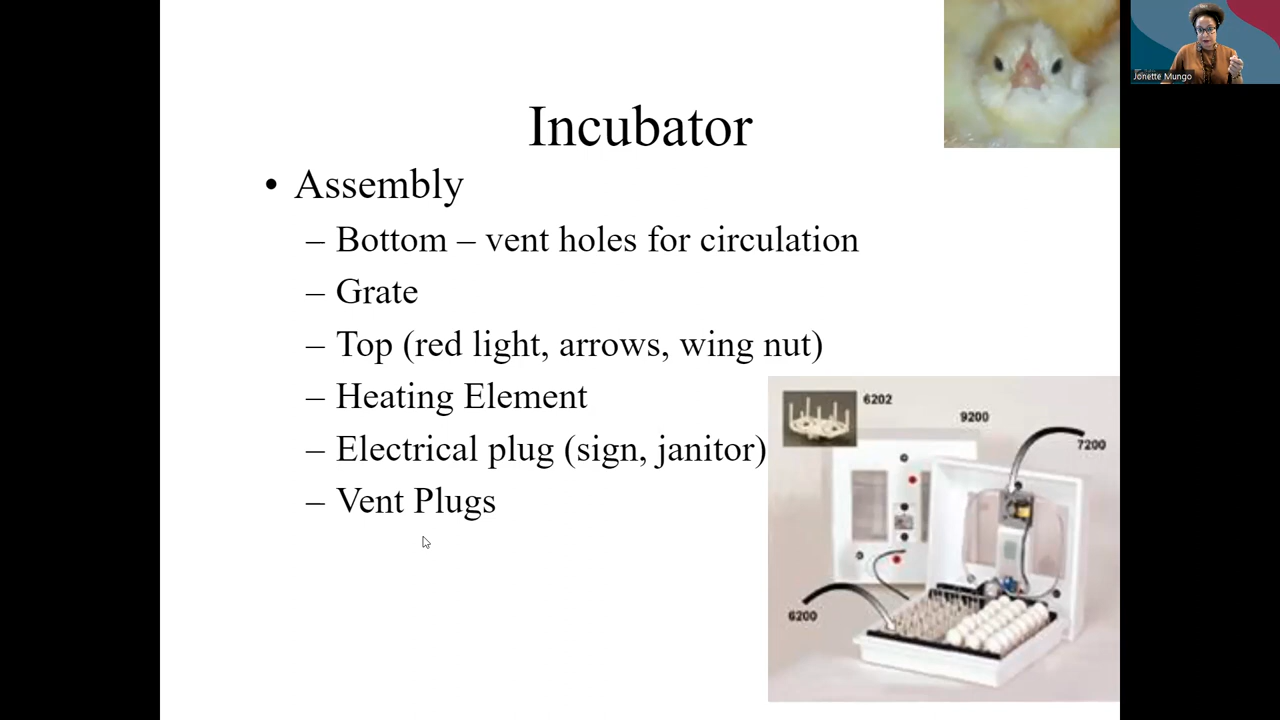 Jonette Mungo
Incubator
• Assembly
– Bottom – vent holes for circulation
– Grate
– Top (red light, arrows, wing nut)
– Heating Element
– Electrical plug (sign, janitor)
– Vent Plugs
6202
9200
7200
6200